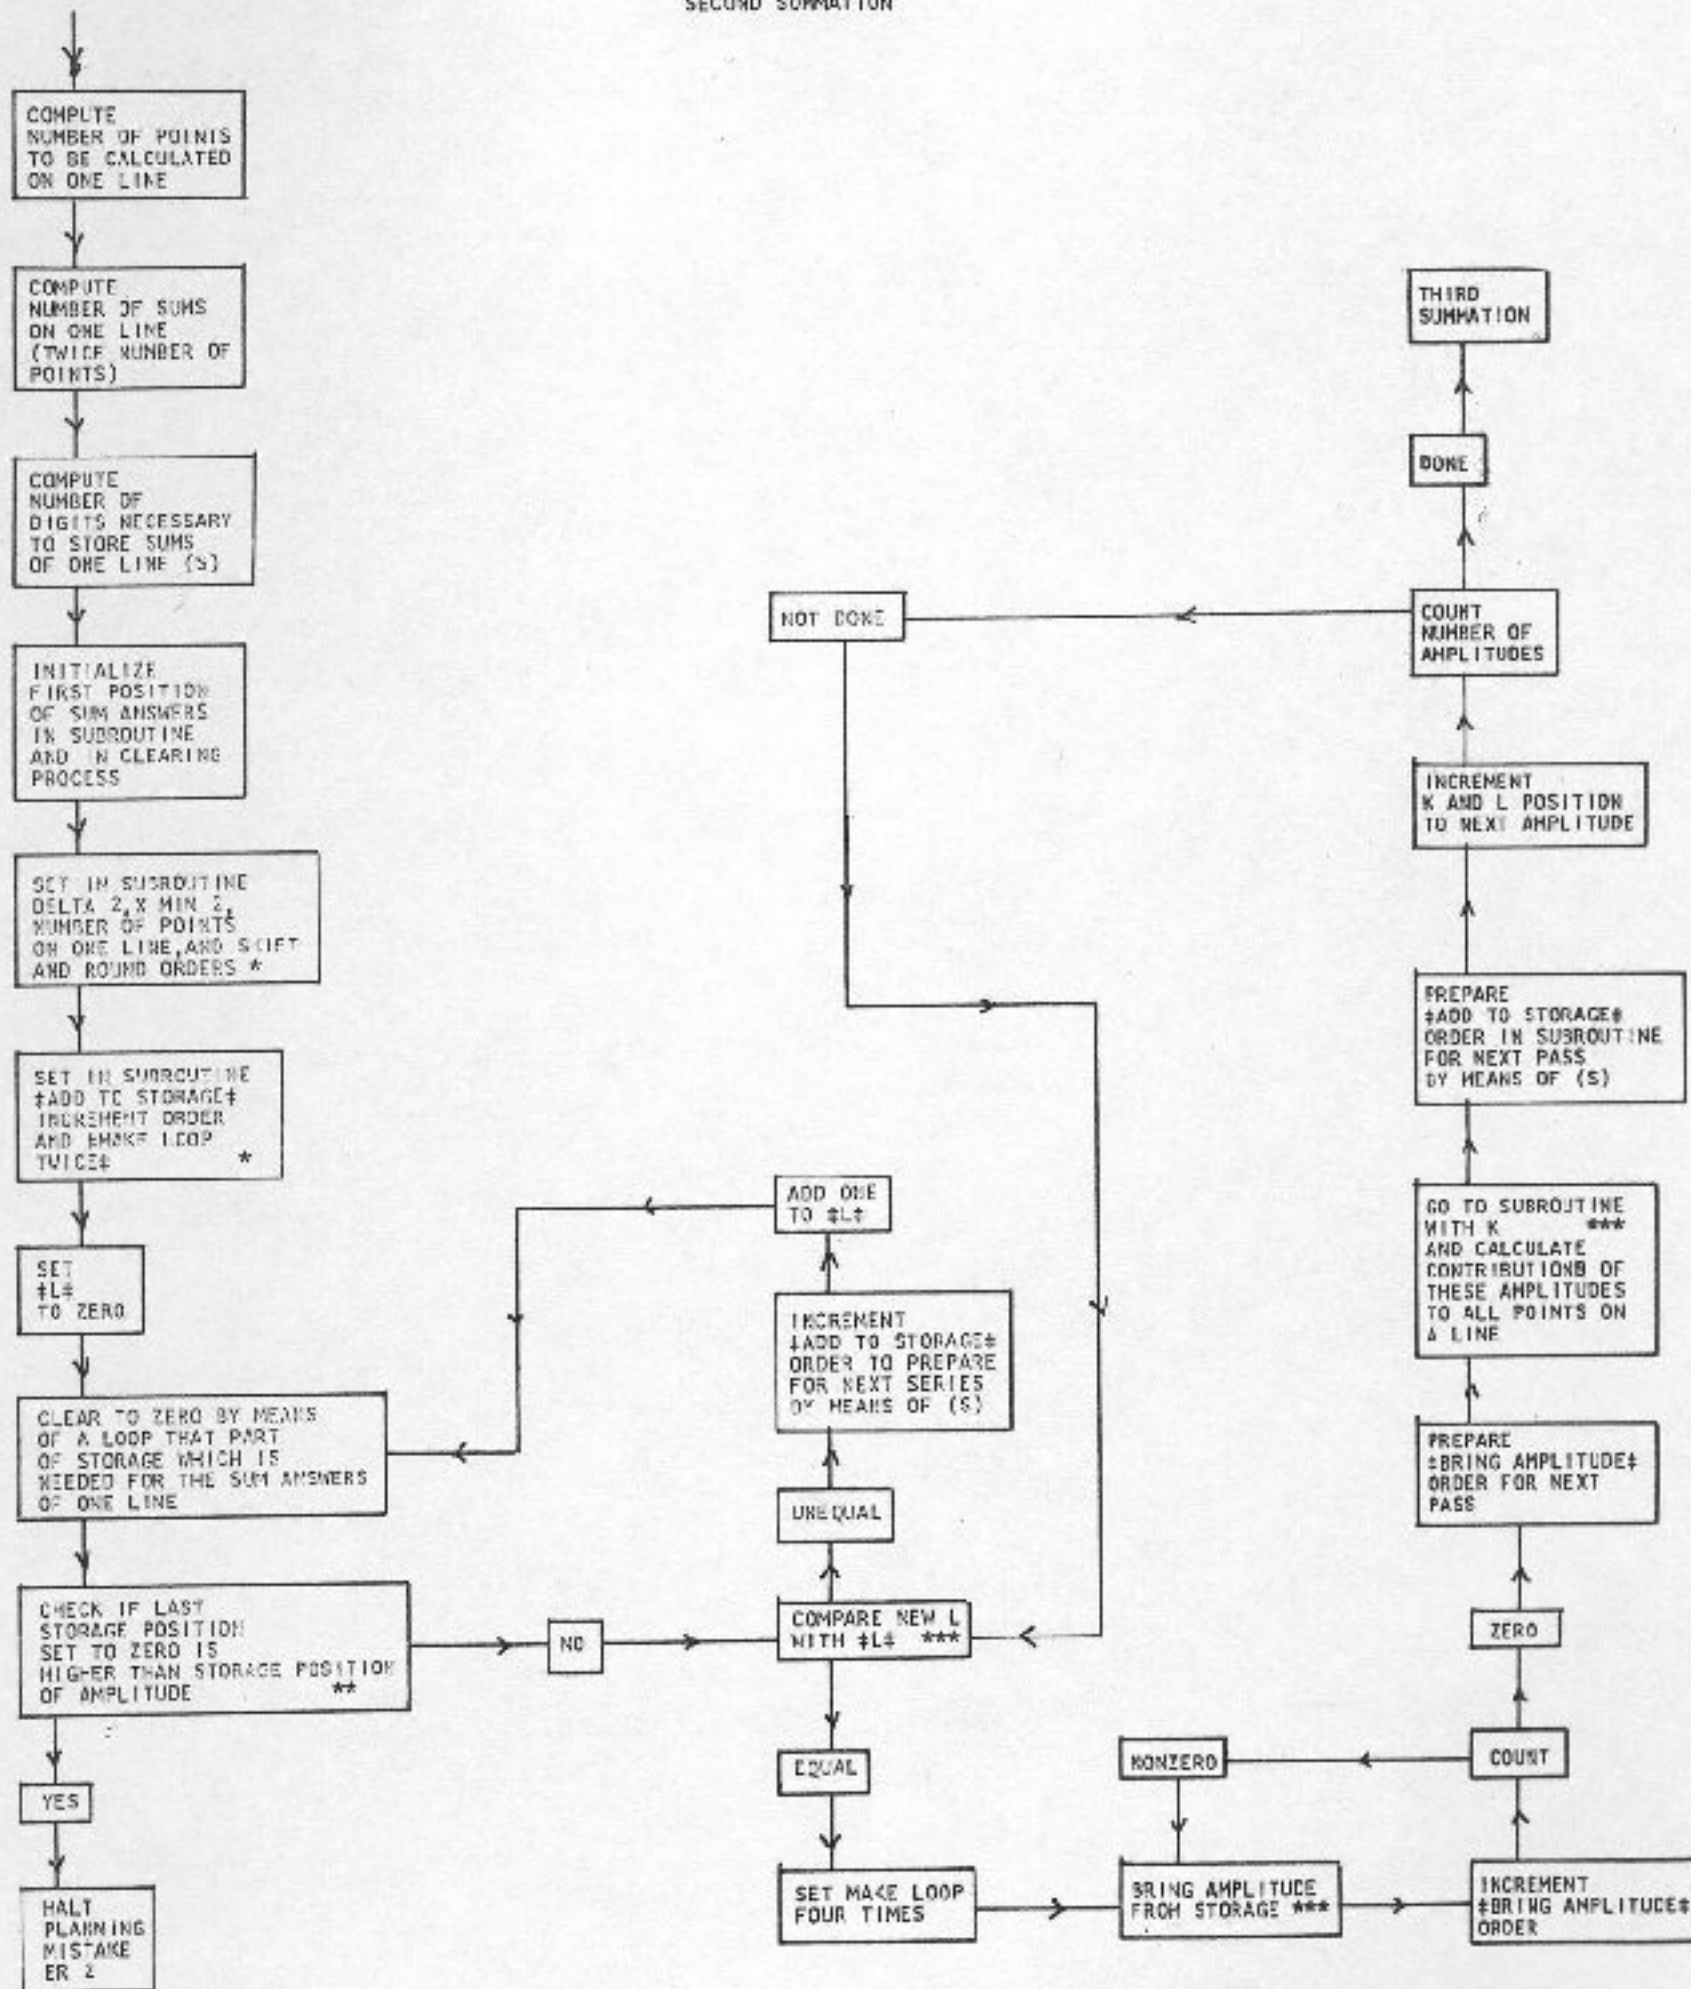 SECOND SUMMATION
COMPUTE
NUMBER OF POINTS
TO BE CALCULATED
ON ONE LINE
COMPUTE
NUMBER OF SUMS
ON ONE LINE
(TWICE NUMBER OF
POINTS)
COMPUTE
NUMBER OF
DIGITS NECESSARY
TO STORE SUMS
OF ONE LINE (S)
INITIALIZE
FIRST POSITION
OF SUM ANSWERS
IN SUBROUTINE
AND IN CLEARING
PROCESS
SET IN SUBROUTINE
DELTA 2, X MIN 2,
NUMBER OF POINTS
ON ONE LINE, AND SHIFT
AND ROUND ORDERS *
SET IN SUBROUTINE
‡ADD TO STORAGE‡
INCREMENT ORDER
AND ‡MAKE LOOP
TWICE‡ *
SET
‡L‡
TO ZERO
CLEAR TO ZERO BY MEANS
OF A LOOP THAT PART
OF STORAGE WHICH IS
NEEDED FOR THE SUM ANSWERS
OF ONE LINE
CHECK IF LAST
STORAGE POSITION
SET TO ZERO IS
HIGHER THAN STORAGE POSITION
OF AMPLITUDE **
YES
HALT
PLANNING
MISTAKE
ER 2
NO
COMPARE NEW L
WITH ‡L‡ ***
UNEQUAL
INCREMENT
‡ADD TO STORAGE‡
ORDER TO PREPARE
FOR NEXT SERIES
BY MEANS OF (S)
ADD ONE
TO ‡L‡
EQUAL
SET MAKE LOOP
FOUR TIMES
BRING AMPLITUDE
FROM STORAGE ***
INCREMENT
‡BRING AMPLITUDE‡
ORDER
COUNT
NONZERO
ZERO
PREPARE
‡BRING AMPLITUDE‡
ORDER FOR NEXT
PASS
GO TO SUBROUTINE
WITH K ***
AND CALCULATE
CONTRIBUTIONS OF
THESE AMPLITUDES
TO ALL POINTS ON
A LINE
PREPARE
‡ADD TO STORAGE‡
ORDER IN SUBROUTINE
FOR NEXT PASS
BY MEANS OF (S)
INCREMENT
K AND L POSITION
TO NEXT AMPLITUDE
COUNT
NUMBER OF
AMPLITUDES
NOT DONE
DONE
THIRD
SUMMATION